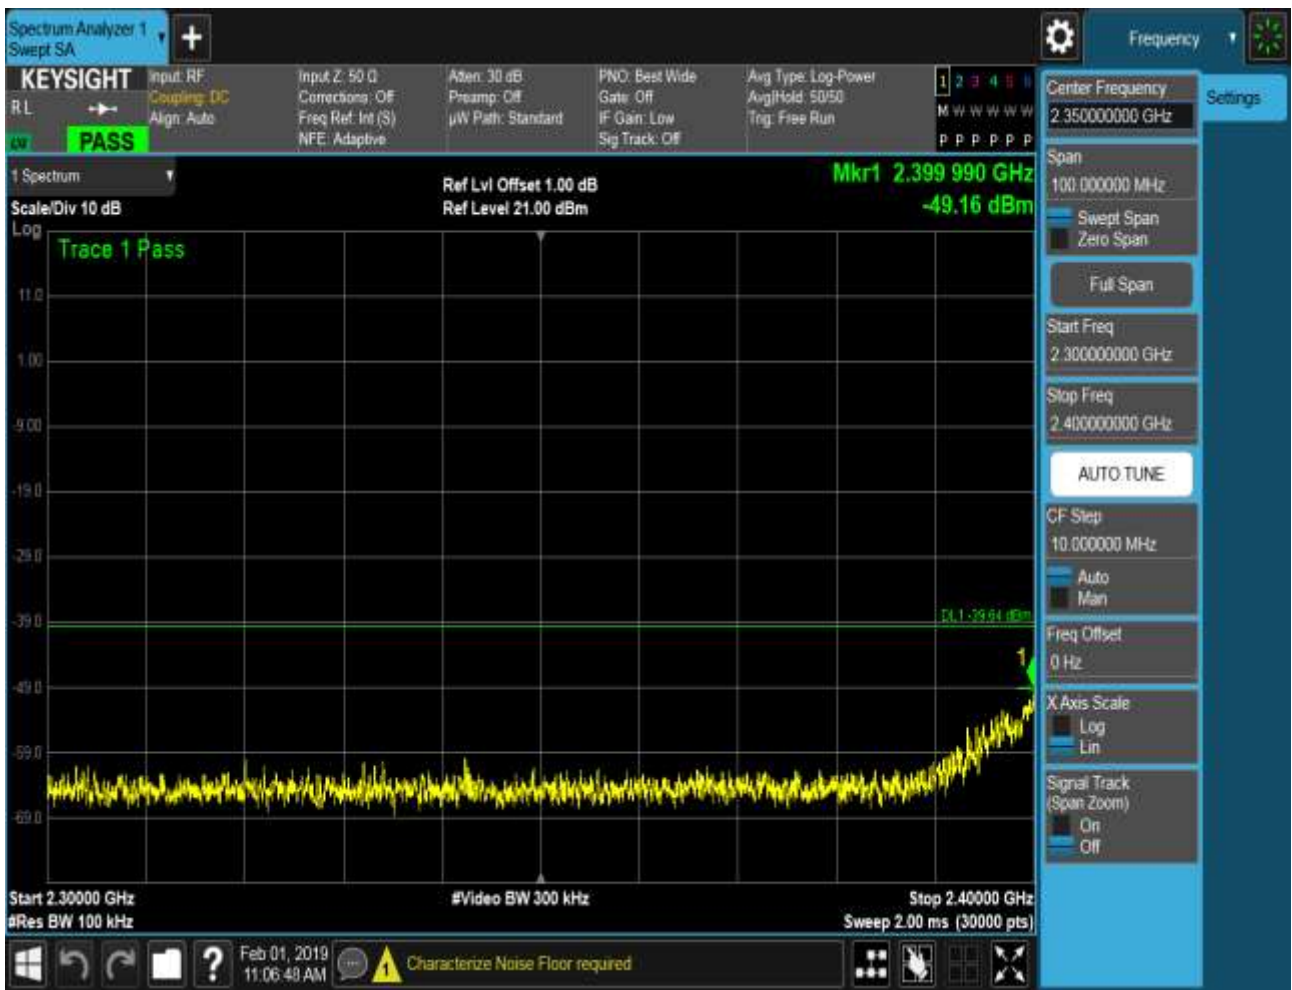 Spectrum Analyzer 1
Swept SA
+
Frequency
KEYSIGHT
R L
PASS
Input: RF
Coupling: DC
Align: Auto
Input Z: 50 Ω
Corrections: Off
Freq Ref: Int (S)
NFE: Adaptive
Atten: 30 dB
Preamp: Off
µW Path: Standard
PNO: Best Wide
Gate: Off
IF Gain: Low
Sig Track: Off
Avg Type: Log-Power
Avg|Hold: 50/50
Trig: Free Run
1 2 3 4 5 6
M W W W W W
P P P P P P
1 Spectrum
Scale/Div 10 dB
Log
Ref Lvl Offset 1.00 dB
Ref Level 21.00 dBm
Mkr1 2.399 990 GHz
-49.16 dBm
Trace 1 Pass
11.0
1.00
-9.00
-19.0
-29.0
-39.0
-49.0
-59.0
-69.0
DL1 -39.64 dBm
1
Start 2.30000 GHz
#Res BW 100 kHz
#Video BW 300 kHz
Stop 2.40000 GHz
Sweep 2.00 ms (30000 pts)
Center Frequency
2.350000000 GHz
Settings
Span
100.000000 MHz
Swept Span
Zero Span
Full Span
Start Freq
2.300000000 GHz
Stop Freq
2.400000000 GHz
AUTO TUNE
CF Step
10.000000 MHz
Auto
Man
Freq Offset
0 Hz
X Axis Scale
Log
Lin
Signal Track
(Span Zoom)
On
Off
?
Feb 01, 2019
11:06:48 AM
1
Characterize Noise Floor required